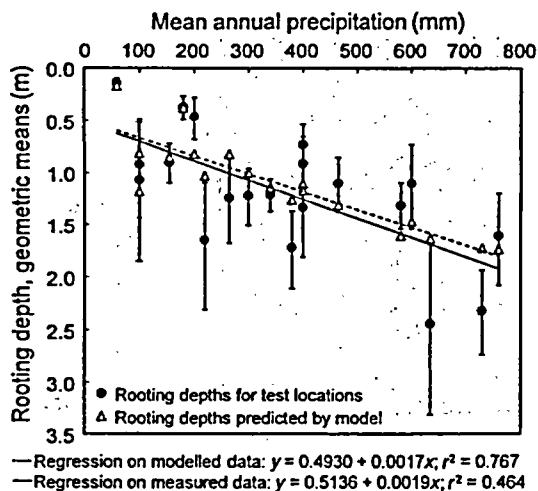 Mean annual precipitation (mm)
0 100 200 300 400 500 600 700 800
Rooting depth, geometric means (m)
0.0
0.5
1.0
1.5
2.0
2.5
3.0
3.5
Rooting depths for test locations
Rooting depths predicted by model
Regression on modelled data: y = 0.4930 + 0.0017x; r² = 0.767
Regression on measured data: y = 0.5136 + 0.0019x; r² = 0.464